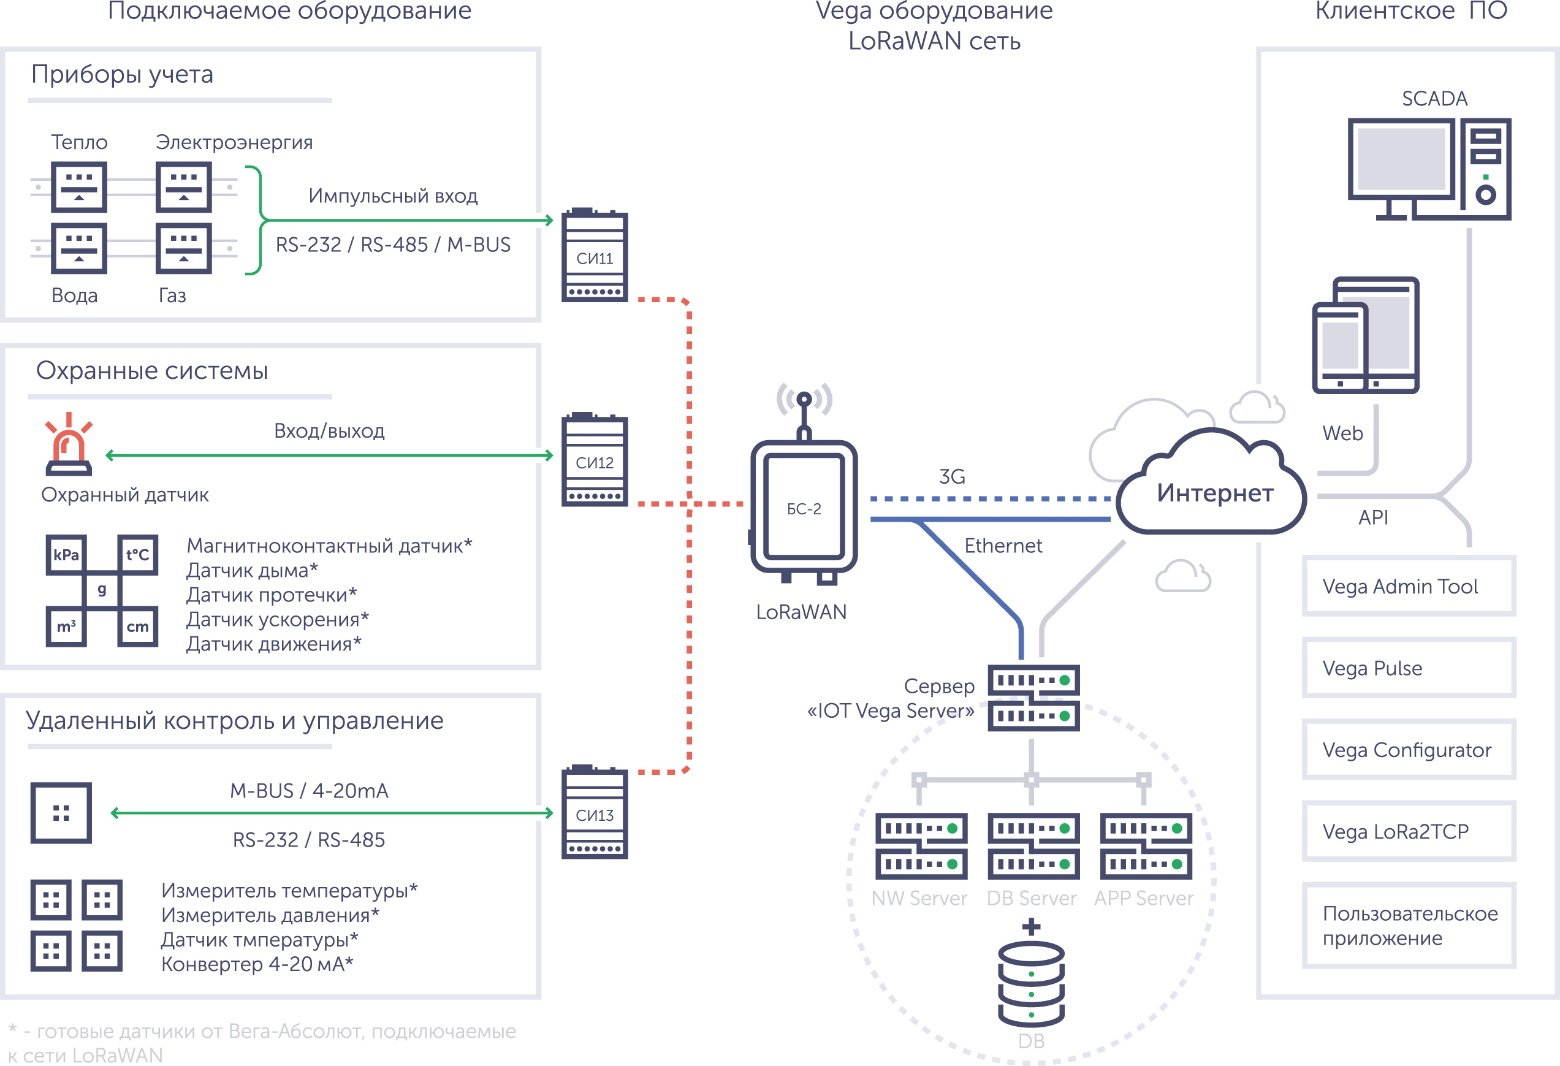 Подключаемое оборудование
Vega оборудование
LoRaWAN сеть
Клиентское ПО
Приборы учета
Тепло
Электроэнергия
Импульсный вход
RS-232 / RS-485 / M-BUS
Вода
Газ
СИ11
Охранные системы
Вход/выход
Охранный датчик
СИ12
kPa
t°C
g
m³
cm
Магнитноконтактный датчик*
Датчик дыма*
Датчик протечки*
Датчик ускорения*
Датчик движения*
Удаленный контроль и управление
M-BUS / 4-20mA
RS-232 / RS-485
СИ13
Измеритель температуры*
Измеритель давления*
Датчик тмпературы*
Конвертер 4-20 мА*
* - готовые датчики от Вега-Абсолют, подключаемые
к сети LoRaWAN
БС-2
LoRaWAN
3G
Ethernet
Интернет
Сервер
«IOT Vega Server»
NW Server
DB Server
APP Server
DB
SCADA
Web
API
Vega Admin Tool
Vega Pulse
Vega Configurator
Vega LoRa2TCP
Пользовательское
приложение